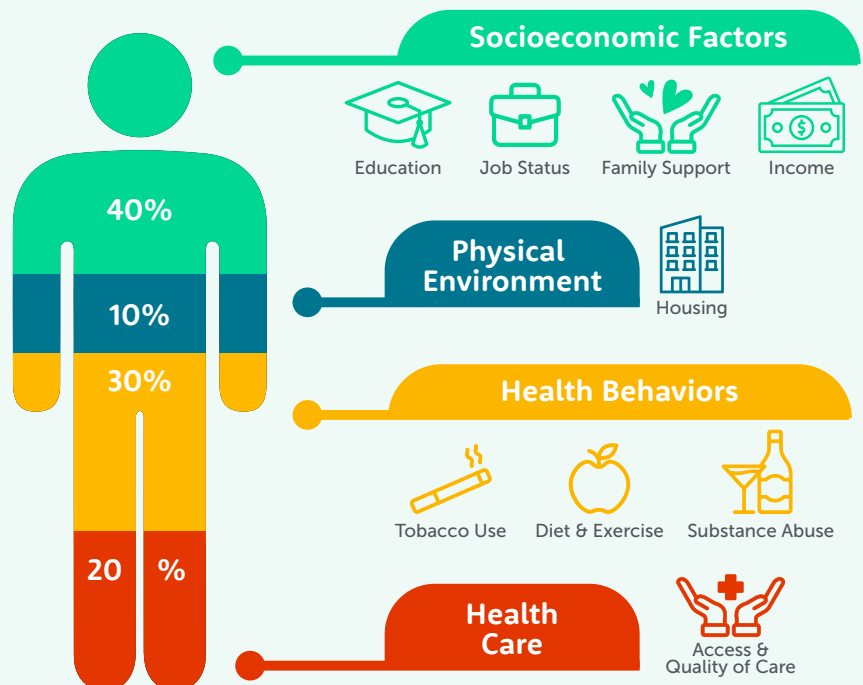 Socioeconomic Factors
Education
Job Status
Family Support
Income
40%
Physical
Environment
Housing
10%
30%
Health Behaviors
Tobacco Use
Diet & Exercise
Substance Abuse
20 %
Health
Care
Access &
Quality of Care